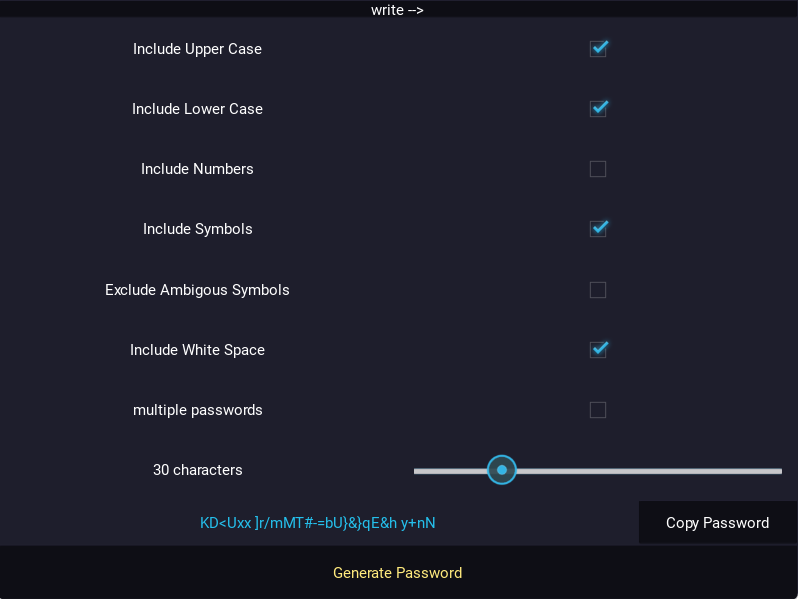 write -->
Include Upper Case
Include Lower Case
Include Numbers
Include Symbols
Exclude Ambigous Symbols
Include White Space
multiple passwords
30 characters
KD<Uxx ]r/mMT#-=bU}&}qE&h y+nN
Copy Password
Generate Password